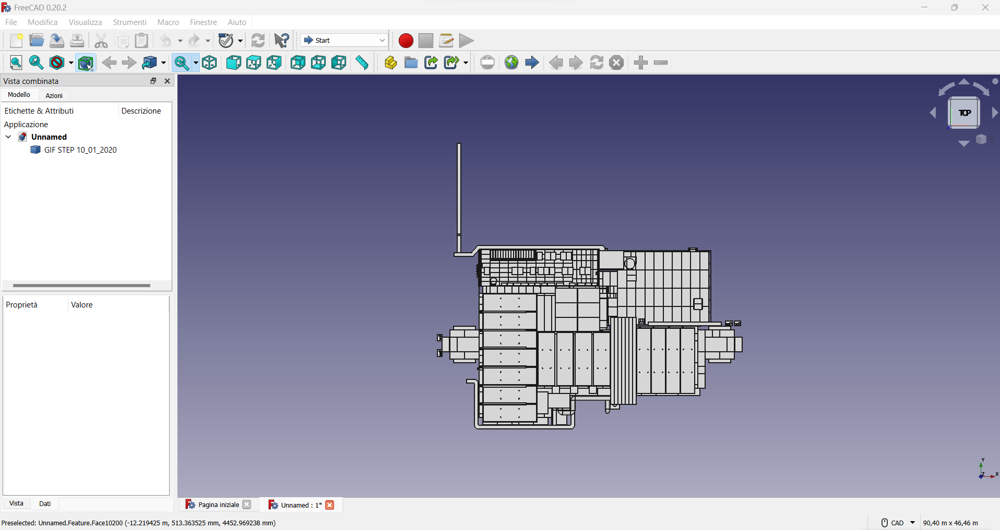 FreeCAD 0.20.2
File Modifica Visualizza Strumenti Macro Finestre Aiuto
Start
Vista combinata
Modello Azioni
Etichette & Attributi Descrizione
Applicazione
Unnamed
GIF STEP 10_01_2020
Proprietà Valore
Vista Dati
TOP
Y
Z X
Pagina iniziale Unnamed : 1*
Preselected: Unnamed.Feature.Face10200 (-12.219425 m, 513.363525 mm, 4452.969238 mm) CAD 90,40 m x 46,46 m